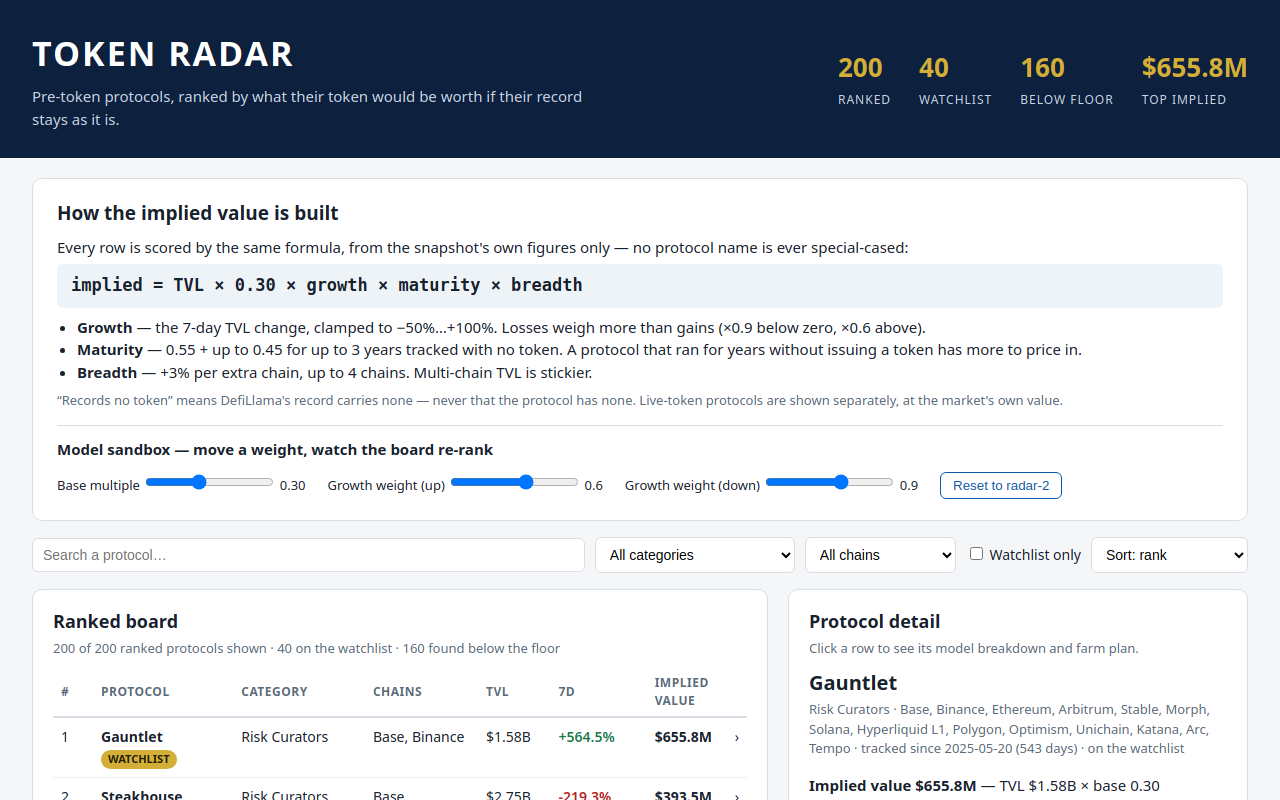 TOKEN RADAR
Pre-token protocols, ranked by what their token would be worth if their record
stays as it is.
200
RANKED
40
WATCHLIST
160
BELOW FLOOR
$655.8M
TOP IMPLIED
How the implied value is built
Every row is scored by the same formula, from the snapshot's own figures only — no protocol name is ever special-cased:
implied = TVL × 0.30 × growth × maturity × breadth
• Growth — the 7-day TVL change, clamped to −50%…+100%. Losses weigh more than gains (×0.9 below zero, ×0.6 above).
• Maturity — 0.55 + up to 0.45 for up to 3 years tracked with no token. A protocol that ran for years without issuing a token has more to price in.
• Breadth — +3% per extra chain, up to 4 chains. Multi-chain TVL is stickier.
“Records no token” means DefiLlama's record carries none — never that the protocol has none. Live-token protocols are shown separately, at the market's own value.
Model sandbox — move a weight, watch the board re-rank
Base multiple 0.30 Growth weight (up) 0.6 Growth weight (down) 0.9 Reset to radar-2
Search a protocol… All categories All chains Watchlist only Sort: rank
Ranked board
200 of 200 ranked protocols shown · 40 on the watchlist · 160 found below the floor
# PROTOCOL CATEGORY CHAINS TVL 7D IMPLIED
VALUE
1 Gauntlet Risk Curators Base, Binance $1.58B +564.5% $655.8M ›
WATCHLIST
2 Steakhouse Risk Curators Base $2.75B -219.3% $393.5M ›
Protocol detail
Click a row to see its model breakdown and farm plan.
Gauntlet
Risk Curators · Base, Binance, Ethereum, Arbitrum, Stable, Morph,
Solana, Hyperliquid L1, Polygon, Optimism, Unichain, Katana, Arc,
Tempo · tracked since 2025-05-20 (543 days) · on the watchlist
Implied value $655.8M — TVL $1.58B × base 0.30